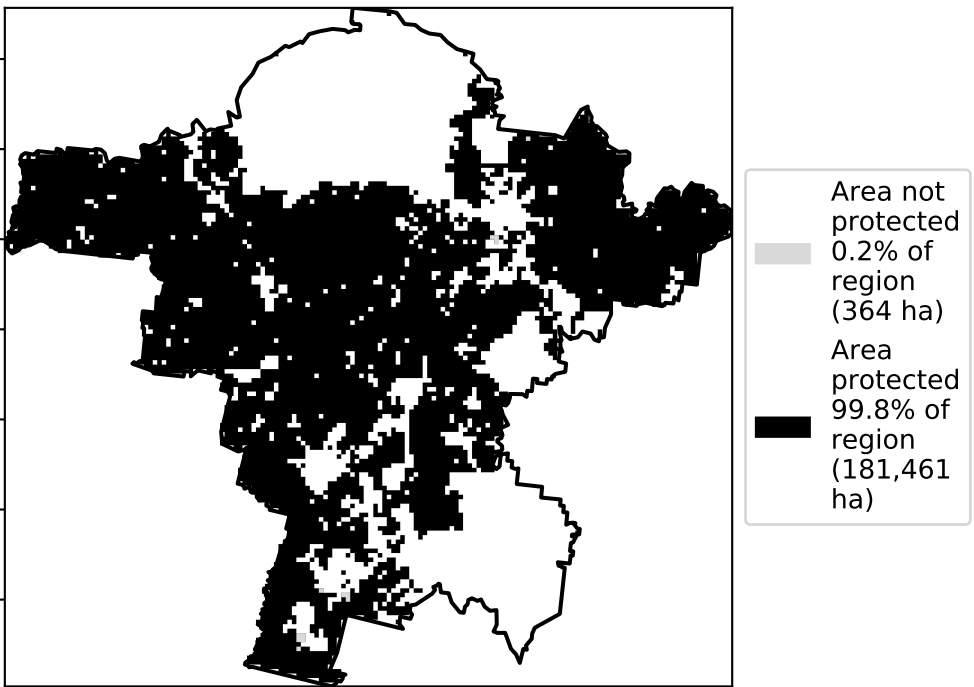 Area not
protected
0.2% of
region
(364 ha)
Area
protected
99.8% of
region
(181,461
ha)